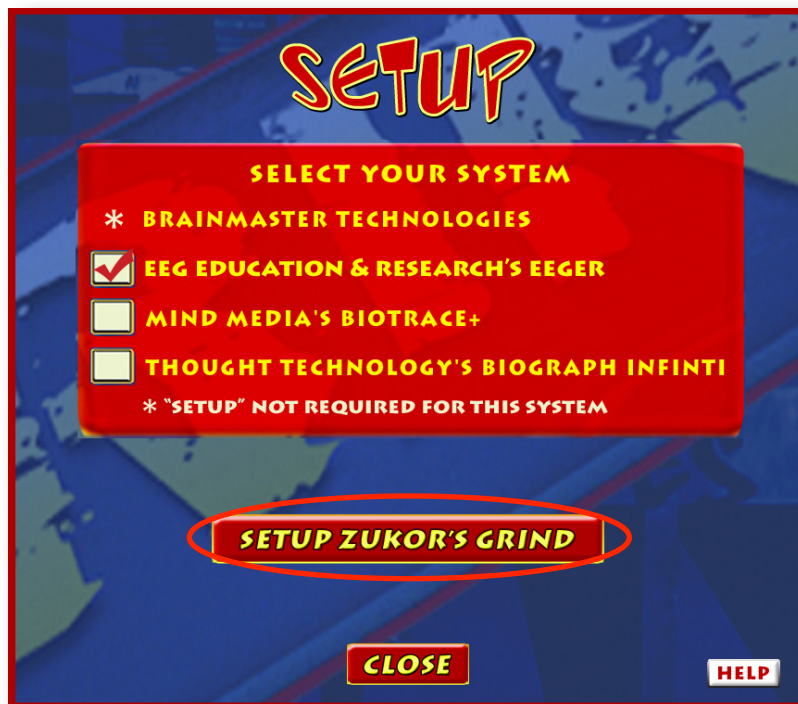 SETUP
SELECT YOUR SYSTEM
* BRAINMASTER TECHNOLOGIES
EEG EDUCATION & RESEARCH'S EEGER
MIND MEDIA'S BIOTRACE+
THOUGHT TECHNOLOGY'S BIOGRAPH INFINTI
* "SETUP" NOT REQUIRED FOR THIS SYSTEM
SETUP ZUKOR'S GRIND
CLOSE
HELP